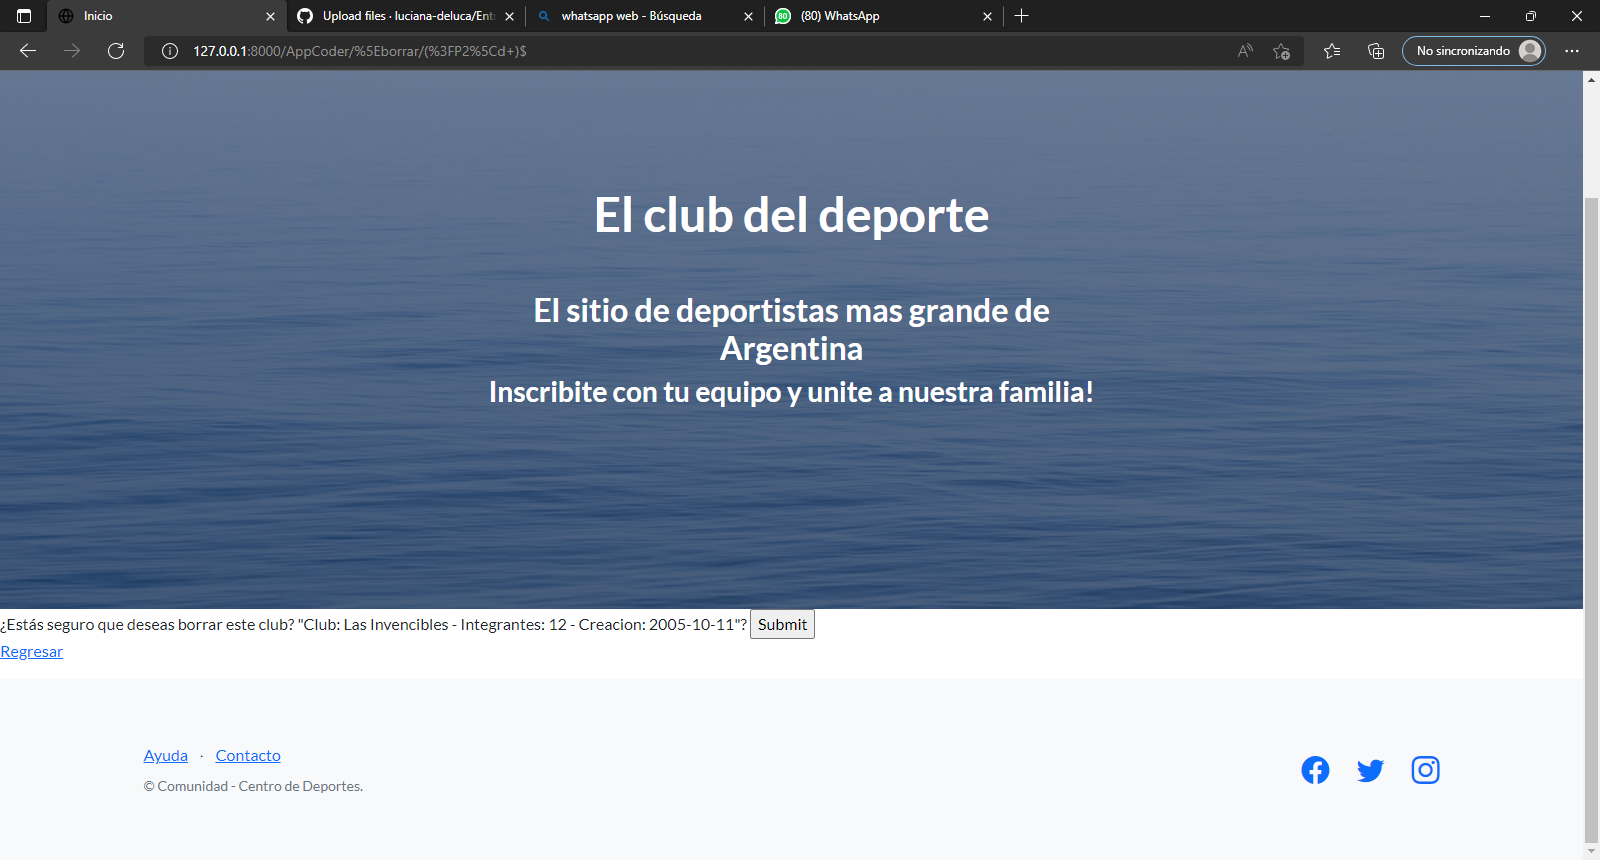 Inicio
Upload files · luciana-deluca/Ent
whatsapp web - Búsqueda
80
(80) WhatsApp
127.0.0.1:8000/AppCoder/%5Eborrar/(%3FP2%5Cd+)$
No sincronizando
El club del deporte
El sitio de deportistas mas grande de
Argentina
Inscribite con tu equipo y unite a nuestra familia!
¿Estás seguro que deseas borrar este club? "Club: Las Invencibles - Integrantes: 12 - Creacion: 2005-10-11"? Submit
Regresar
Ayuda · Contacto
© Comunidad - Centro de Deportes.